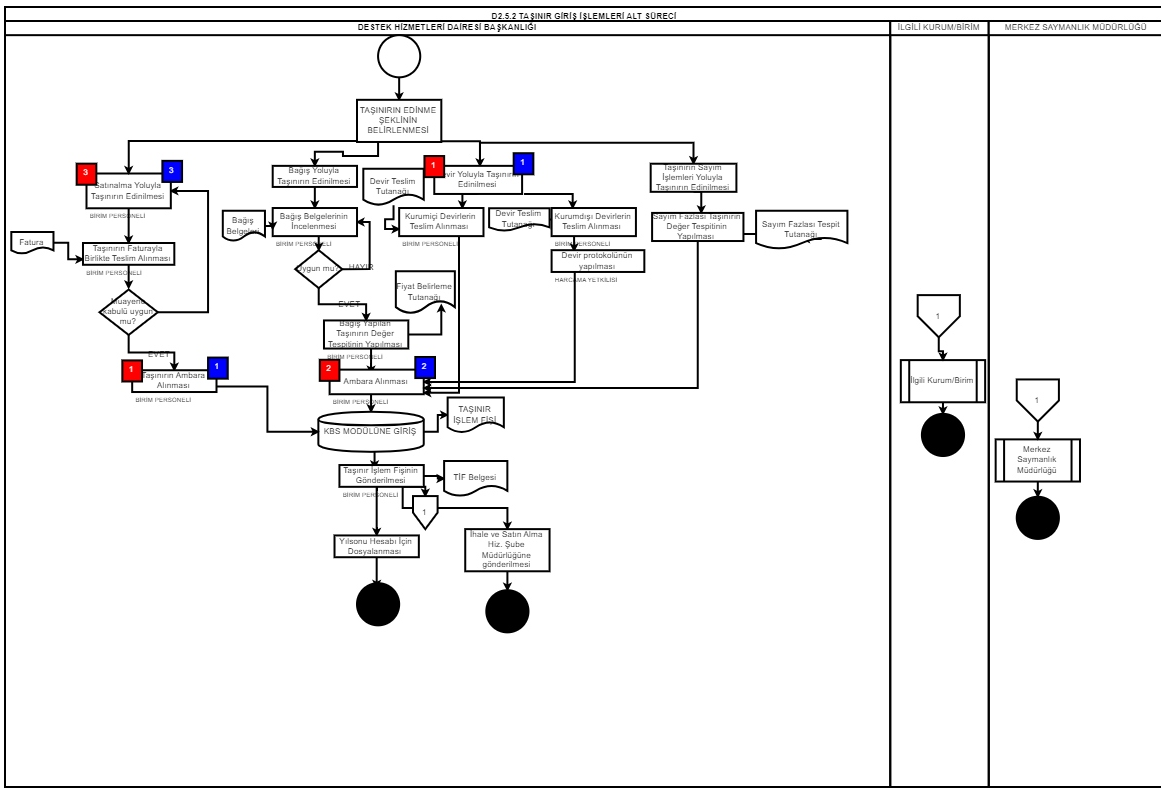 D2.5.2 TAŞINIR GİRİŞ İŞLEMLERİ ALT SÜRECİ
DESTEK HİZMETLERİ DAİRESİ BAŞKANLIĞI
İLGİLİ KURUM/BİRİM
MERKEZ SAYMANLIK MÜDÜRLÜĞÜ
TAŞINIRIN EDİNME
ŞEKLİNİN
BELİRLENMESİ
3
3
Satınalma Yoluyla
Taşınırın Edinilmesi
BİRİM PERSONELİ
Fatura
Taşınırın Faturayla
Birlikte Teslim Alınması
BİRİM PERSONELİ
Muayene
kabulü uygun
mu?
EVET
1
1
Taşınırın Ambara
Alınması
BİRİM PERSONELİ
Bağış Yoluyla
Taşınırın Edinilmesi
Bağış
Belgeleri
Bağış Belgelerinin
İncelenmesi
BİRİM PERSONELİ
Uygun mu?
HAYIR
EVET
Bağış Yapılan
Taşınırın Değer
Tespitinin Yapılması
BİRİM PERSONELİ
Fiyat Belirleme
Tutanağı
2
2
Ambara Alınması
BİRİM PERSONELİ
Devir Teslim
Tutanağı
1
1
Devir Yoluyla Taşınırın
Edinilmesi
Kurumiçi Devirlerin
Teslim Alınması
BİRİM PERSONELİ
Devir Teslim
Tutanağı
Kurumdışı Devirlerin
Teslim Alınması
BİRİM PERSONELİ
Devir protokolünün
yapılması
HARCAMA YETKİLİSİ
Taşınırın Sayım
İşlemleri Yoluyla
Taşınırın Edinilmesi
Sayım Fazlası Taşınırın
Değer Tespitinin
Yapılması
Sayım Fazlası Tespit
Tutanağı
KBS MODÜLÜNE GİRİŞ
TAŞINIR
İŞLEM FİŞİ
Taşınır İşlem Fişinin
Gönderilmesi
BİRİM PERSONELİ
TİF Belgesi
1
Yılsonu Hesabı İçin
Dosyalanması
İhale ve Satın Alma
Hiz. Şube
Müdürlüğüne
gönderilmesi
1
İlgili Kurum/Birim
1
Merkez
Saymanlık
Müdürlüğü